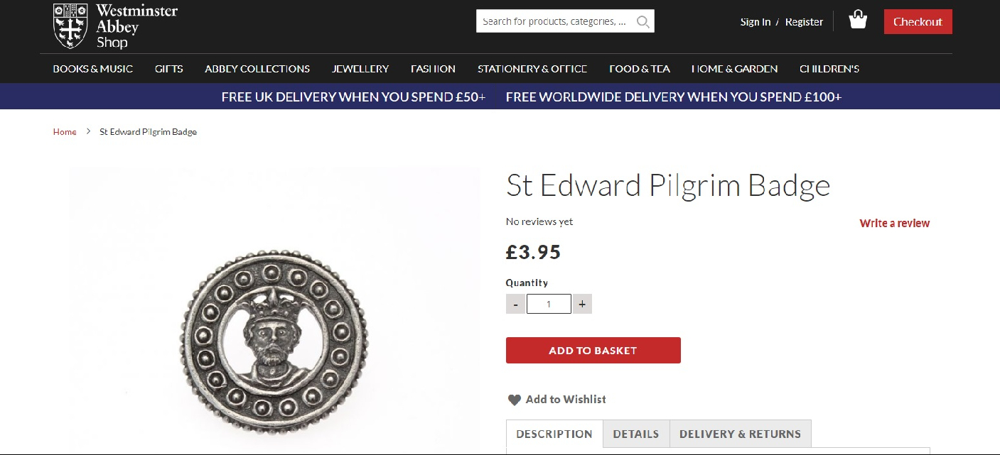 Westminster
Abbey
Shop
Search for products, categories, ...
Sign In / Register
Checkout
BOOKS & MUSIC GIFTS ABBEY COLLECTIONS JEWELLERY FASHION STATIONERY & OFFICE FOOD & TEA HOME & GARDEN CHILDREN'S
FREE UK DELIVERY WHEN YOU SPEND £50+ FREE WORLDWIDE DELIVERY WHEN YOU SPEND £100+
Home > St Edward Pilgrim Badge
St Edward Pilgrim Badge
No reviews yet
Write a review
£3.95
Quantity
- 1 +
ADD TO BASKET
Add to Wishlist
DESCRIPTION DETAILS DELIVERY & RETURNS